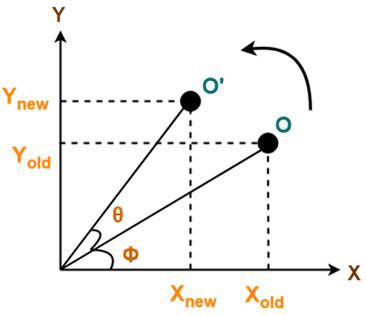 Y
O'
Y_new
O
Y_old
θ
Φ
X
X_new
X_old